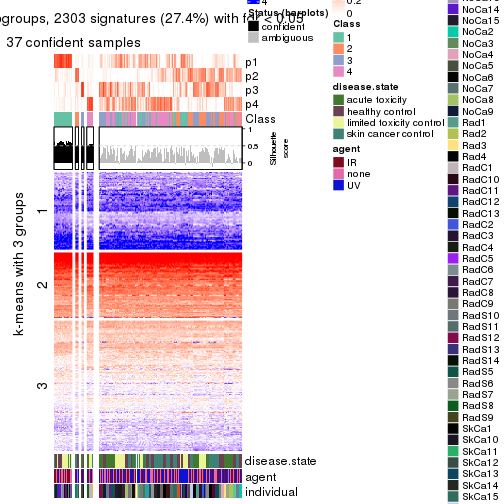 groups, 2303 signatures (27.4%) with fdr < 0.05
37 confident samples
p1
p2
p3
p4
Class
1
0.5
0
Silhouette
score
k-means with 3 groups
1
2
3
disease.state
agent
individual
4
Status (barplots)
confident
ambiguous
0.2
0
Class
1
2
3
4
disease.state
acute toxicity
healthy control
limited toxicity control
skin cancer control
agent
IR
none
UV
NoCa14
NoCa15
NoCa2
NoCa3
NoCa4
NoCa5
NoCa6
NoCa7
NoCa8
NoCa9
Rad1
Rad2
Rad3
Rad4
RadC1
RadC10
RadC11
RadC12
RadC13
RadC2
RadC3
RadC4
RadC5
RadC6
RadC7
RadC8
RadC9
RadS10
RadS11
RadS12
RadS13
RadS14
RadS5
RadS6
RadS7
RadS8
RadS9
SkCa1
SkCa10
SkCa11
SkCa12
SkCa13
SkCa14
SkCa15